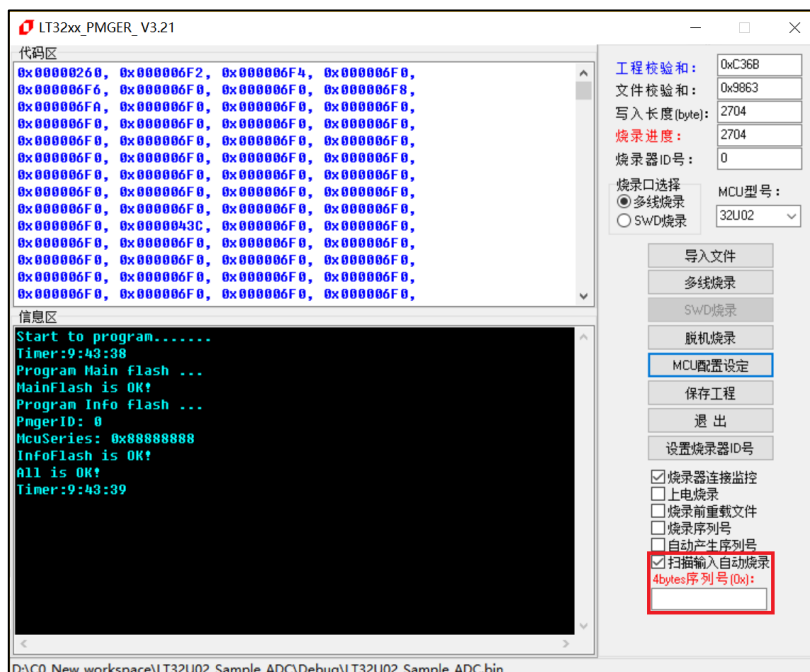 LT32xx_PMGER_ V3.21
代码区
0x00000260, 0x000006F2, 0x000006F4, 0x000006F0,
0x000006F6, 0x000006F0, 0x000006F0, 0x000006F8,
0x000006FA, 0x000006F0, 0x000006F0, 0x000006F0,
0x000006F0, 0x000006F0, 0x000006F0, 0x000006F0,
0x000006F0, 0x000006F0, 0x000006F0, 0x000006F0,
0x000006F0, 0x000006F0, 0x000006F0, 0x000006F0,
0x000006F0, 0x000006F0, 0x000006F0, 0x000006F0,
0x000006F0, 0x000006F0, 0x000006F0, 0x000006F0,
0x000006F0, 0x000006F0, 0x000006F0, 0x000006F0,
0x000006F0, 0x0000043C, 0x000006F0, 0x000006F0,
0x000006F0, 0x000006F0, 0x000006F0, 0x000006F0,
0x000006F0, 0x000006F0, 0x000006F0, 0x000006F0,
0x000006F0, 0x000006F0, 0x000006F0, 0x000006F0,
0x000006F0, 0x000006F0, 0x000006F0, 0x000006F0,
信息区
Start to program.......
Timer:9:43:38
Program Main flash ...
MainFlash is OK!
Program Info flash ...
PmgerID: 0
McuSeries: 0x88888888
InfoFlash is OK!
All is OK!
Timer:9:43:39
工程校验和: 0xC36B
文件校验和: 0x9863
写入长度(byte): 2704
烧录进度: 2704
烧录器ID号: 0
烧录口选择
多线烧录
SWD烧录
MCU型号:
32U02
导入文件
多线烧录
SWD烧录
脱机烧录
MCU配置设定
保存工程
退 出
设置烧录器ID号
烧录器连接监控
上电烧录
烧录前重载文件
烧录序列号
自动产生序列号
扫描输入自动烧录
4bytes序列号(0x):
D:\C0_New_workspace\LT32U02_Sample_ADC\Debug\LT32U02_Sample_ADC.bin